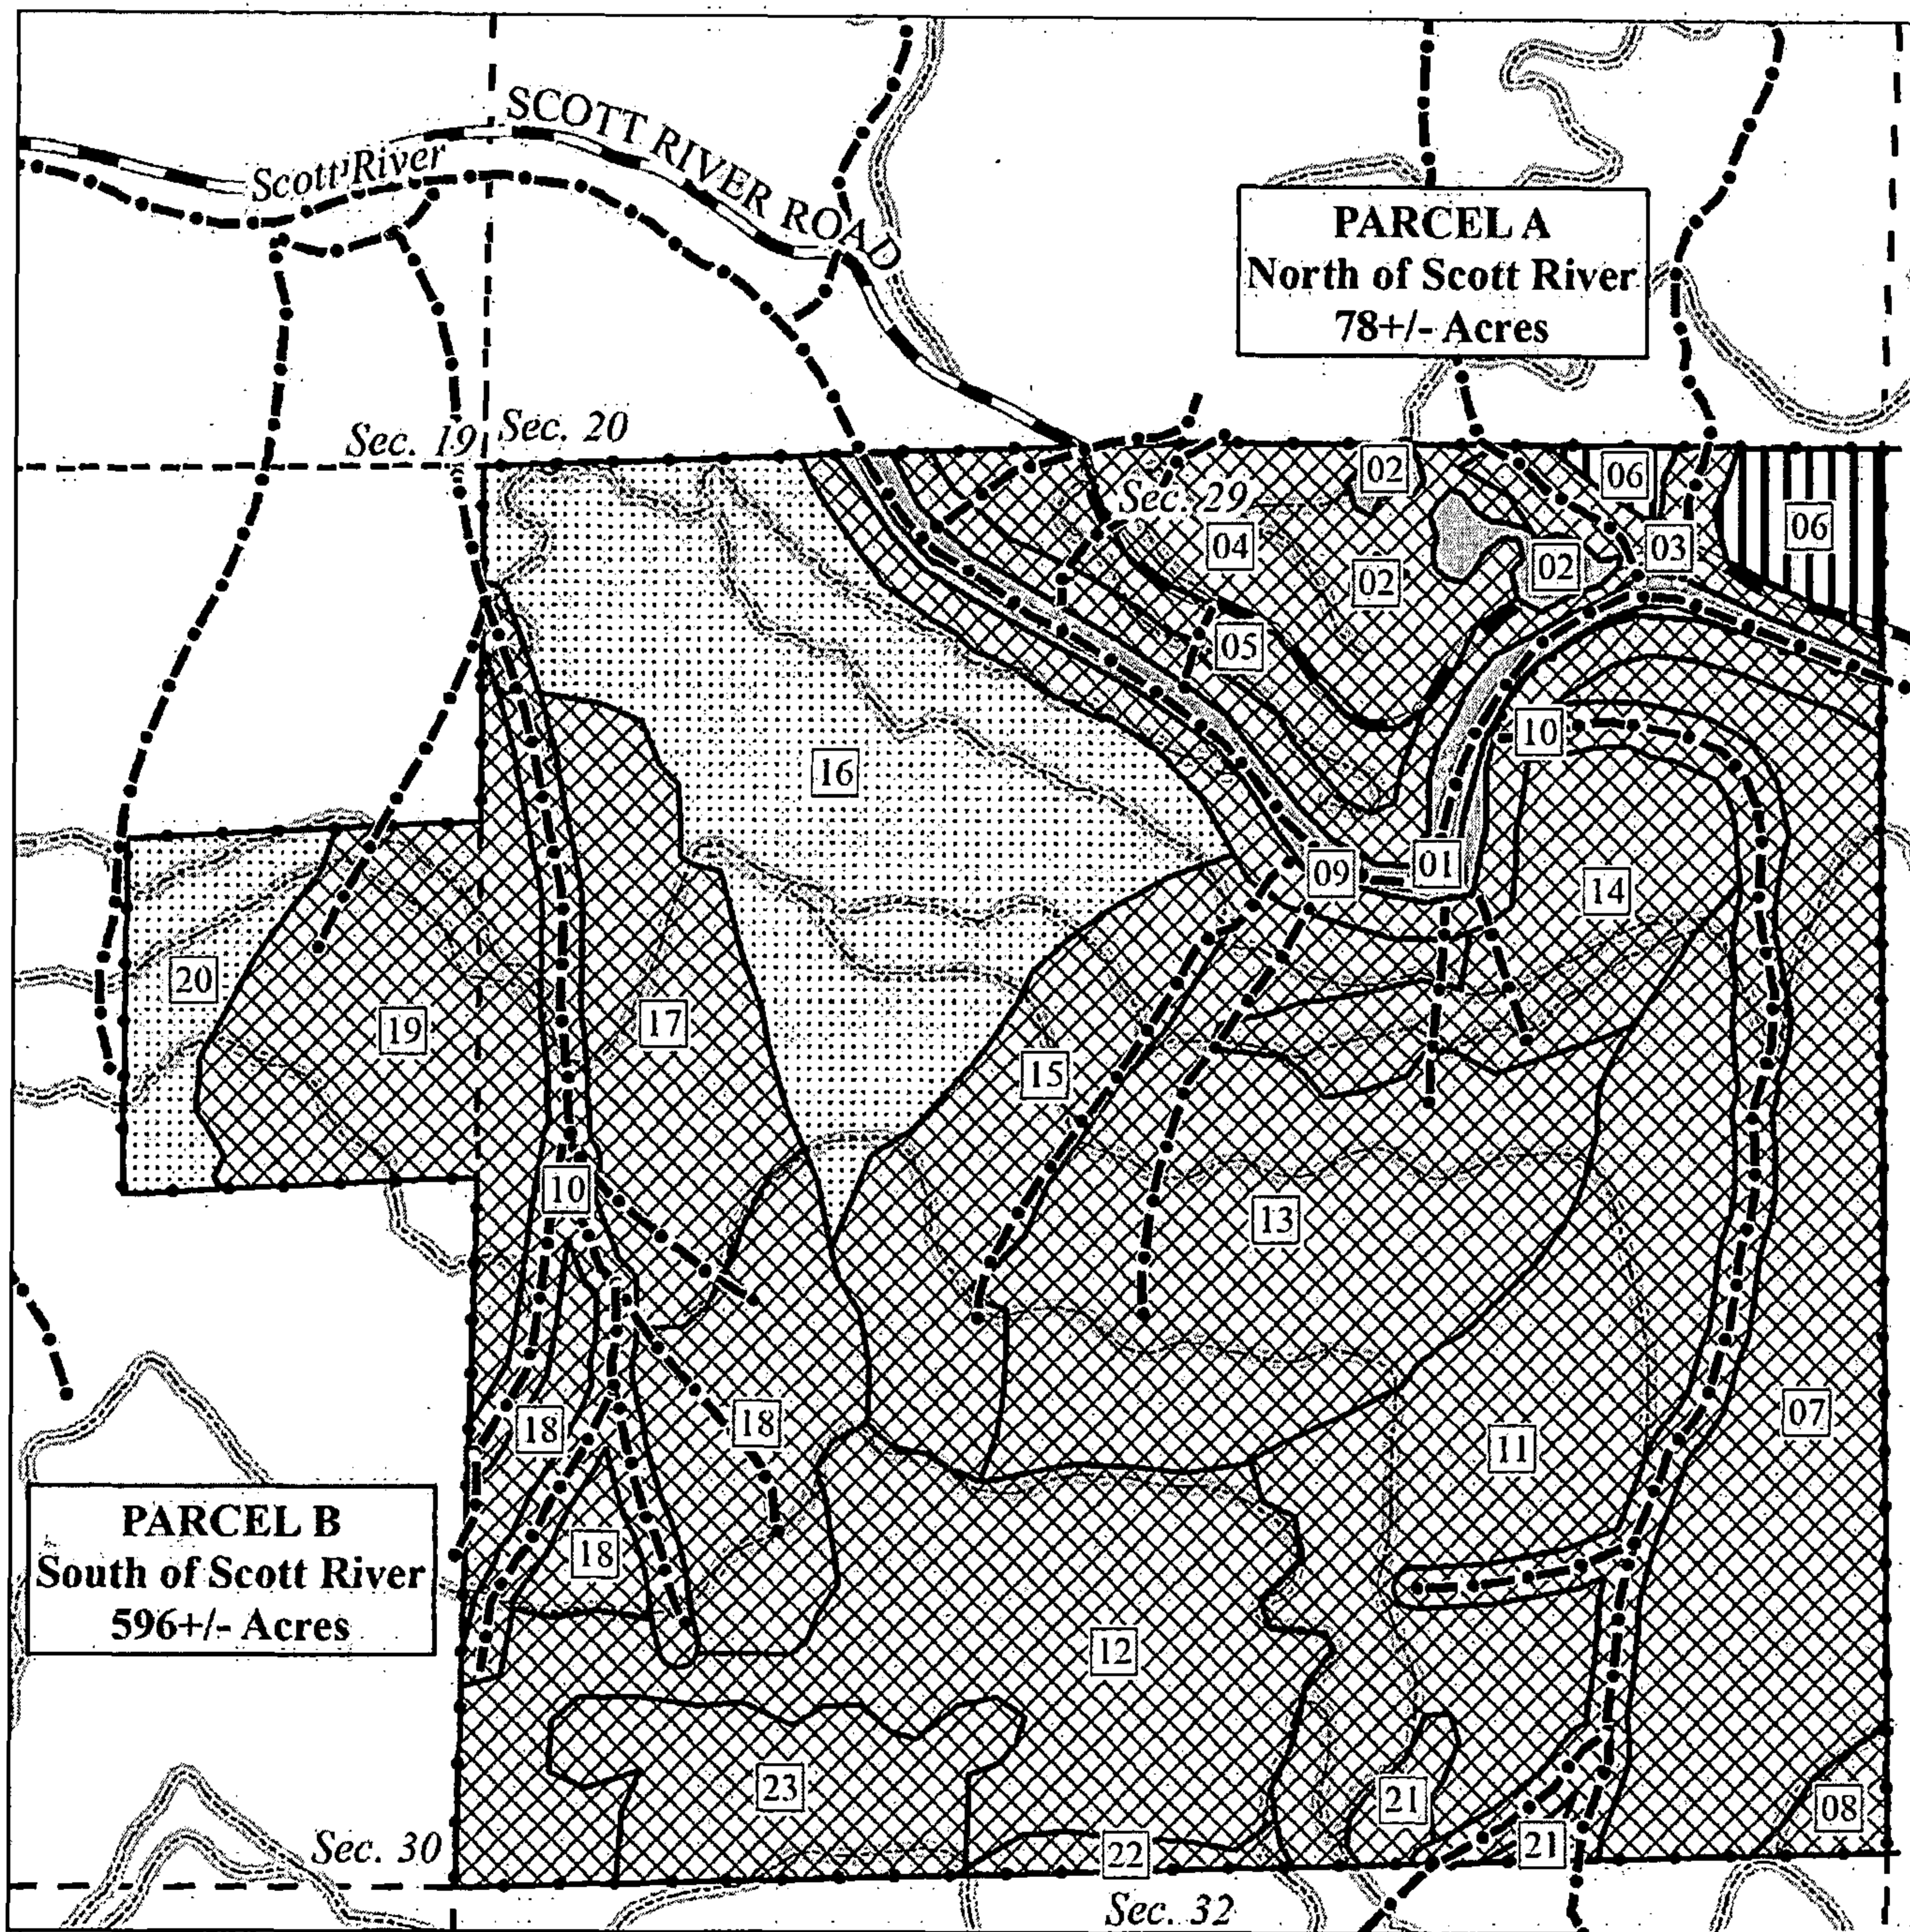 SCOTT RIVER ROAD
Scott River
PARCEL A
North of Scott River
78+/- Acres
Sec. 19
Sec. 20
02
06
Sec. 29
06
04
03
02
02
05
10
16
09
01
14
20
19
17
15
10
13
07
18
18
11
PARCEL B
South of Scott River
596+/- Acres
18
12
23
21
08
Sec. 30
22
21
Sec. 32